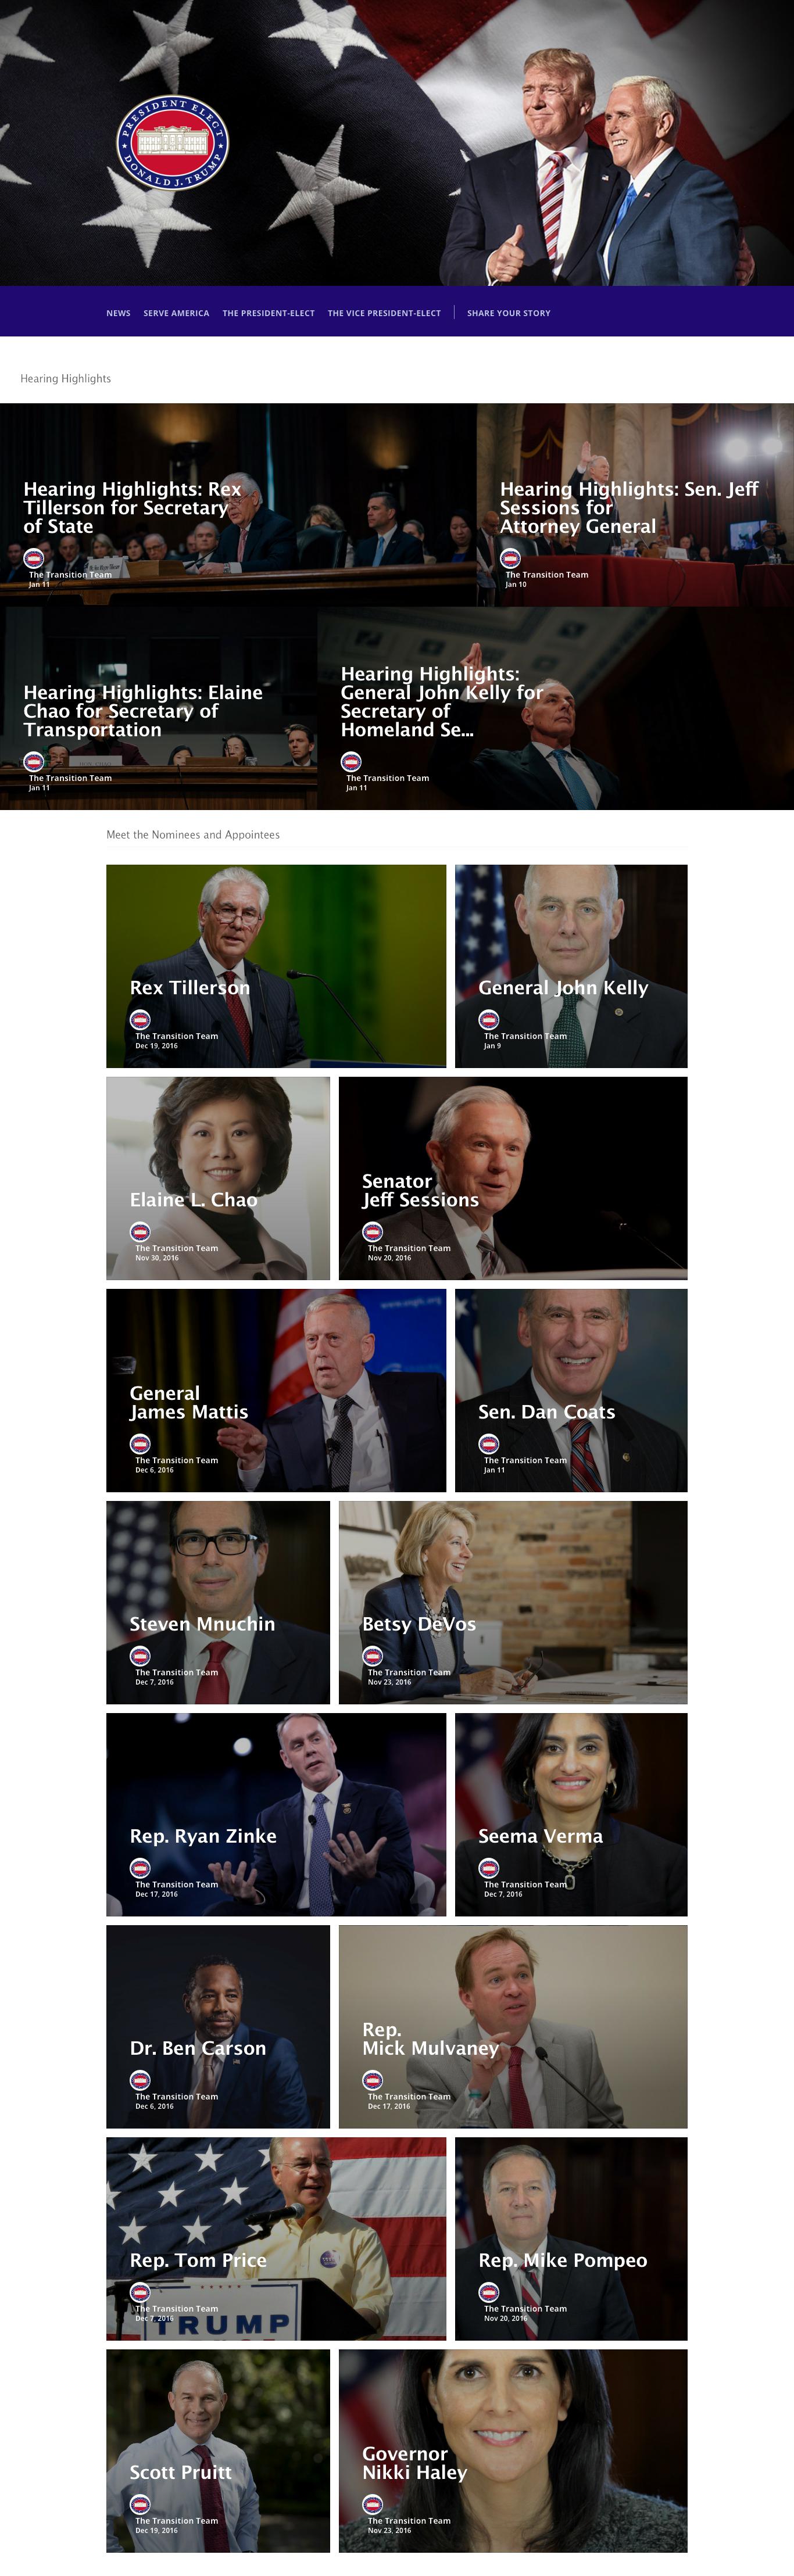 PRESIDENT ELECT
DONALD J. TRUMP
NEWS SERVE AMERICA THE PRESIDENT-ELECT THE VICE PRESIDENT-ELECT SHARE YOUR STORY
Hearing Highlights
Hearing Highlights: Rex
Tillerson for Secretary
of State
The Transition Team
Jan 11
Hearing Highlights: Sen. Jeff
Sessions for
Attorney General
The Transition Team
Jan 10
Hearing Highlights: Elaine
Chao for Secretary of
Transportation
The Transition Team
Jan 11
Hearing Highlights:
General John Kelly for
Secretary of
Homeland Se...
The Transition Team
Jan 11
Meet the Nominees and Appointees
Rex Tillerson
The Transition Team
Dec 19, 2016
General John Kelly
The Transition Team
Jan 9
Elaine L. Chao
The Transition Team
Nov 30, 2016
Senator
Jeff Sessions
The Transition Team
Nov 20, 2016
General
James Mattis
The Transition Team
Dec 6, 2016
Sen. Dan Coats
The Transition Team
Jan 11
Steven Mnuchin
The Transition Team
Dec 7, 2016
Betsy DeVos
The Transition Team
Nov 23, 2016
Rep. Ryan Zinke
The Transition Team
Dec 17, 2016
Seema Verma
The Transition Team
Dec 7, 2016
Dr. Ben Carson
The Transition Team
Dec 6, 2016
Rep.
Mick Mulvaney
The Transition Team
Dec 17, 2016
Rep. Tom Price
The Transition Team
Dec 7, 2016
TRUMP
Rep. Mike Pompeo
The Transition Team
Nov 20, 2016
Scott Pruitt
The Transition Team
Dec 19, 2016
Governor
Nikki Haley
The Transition Team
Nov 23, 2016